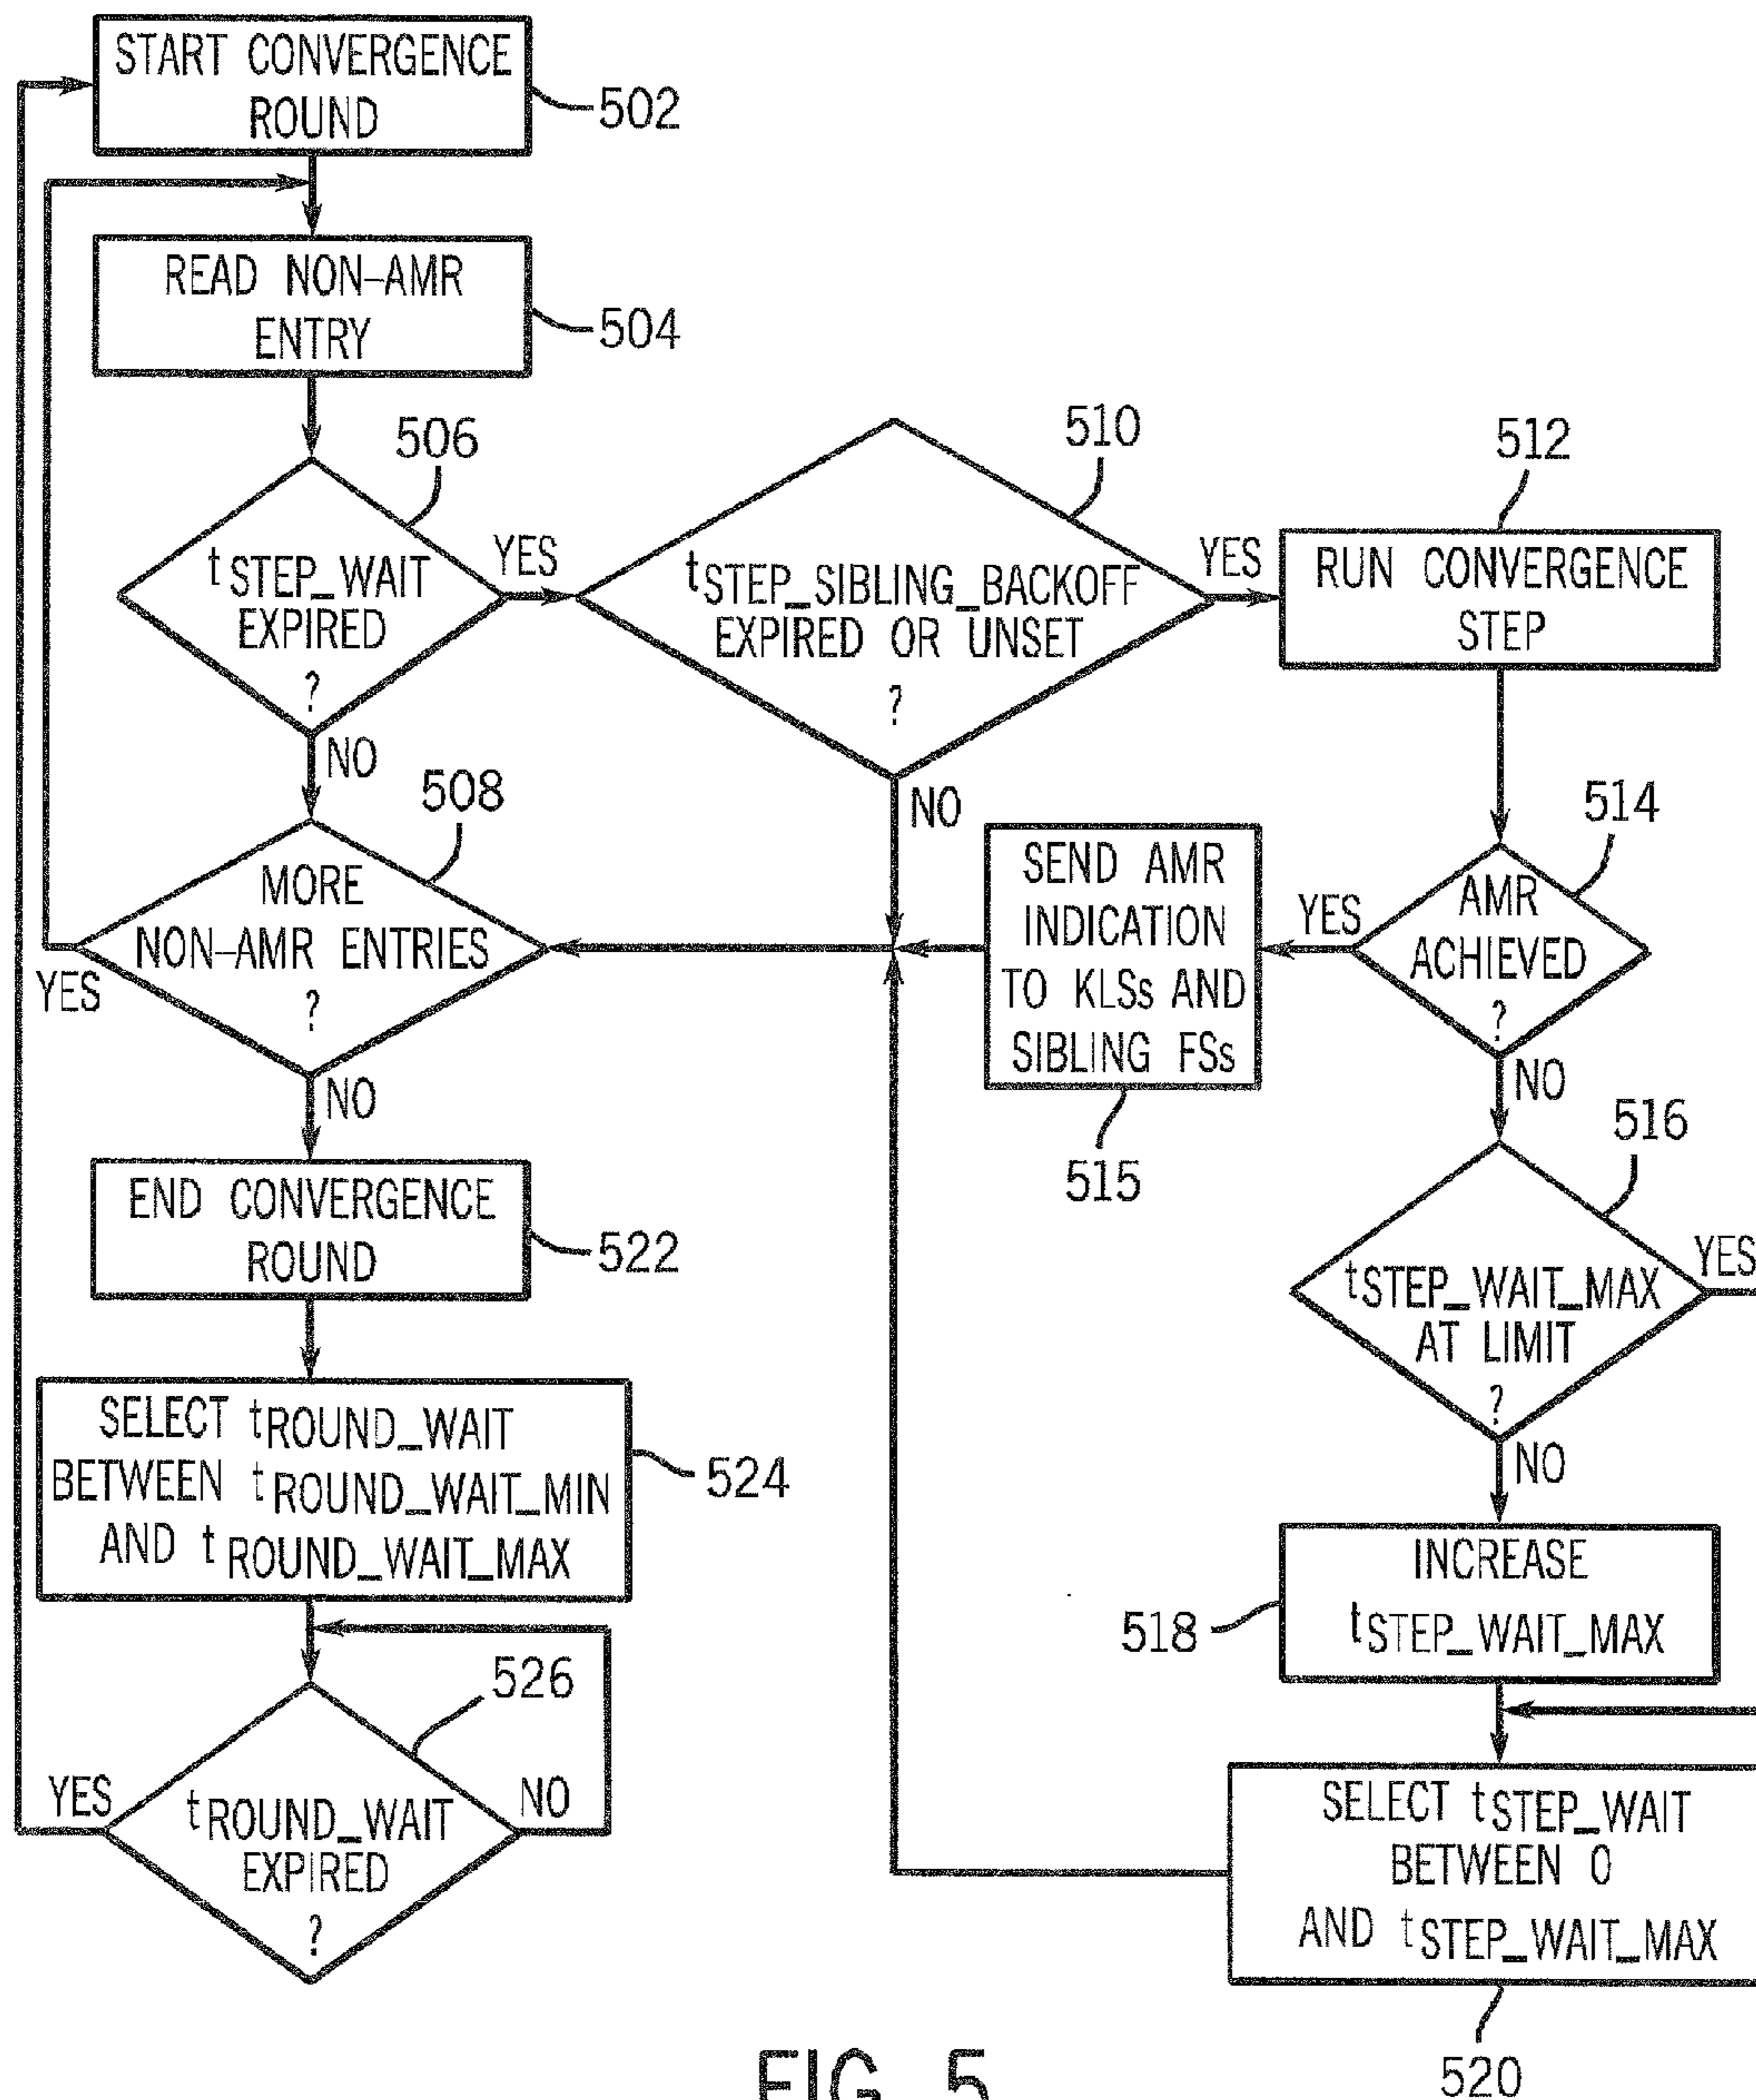 START CONVERGENCE
ROUND
502
READ NON–AMR
ENTRY
504
506
tSTEP_WAIT
EXPIRED
?
YES
NO
510
tSTEP_SIBLING_BACKOFF
EXPIRED OR UNSET
?
YES
NO
512
RUN CONVERGENCE
STEP
508
MORE
NON–AMR ENTRIES
?
YES
NO
SEND AMR
INDICATION
TO KLSs AND
SIBLING FSs
515
514
AMR
ACHIEVED
?
YES
NO
516
tSTEP_WAIT_MAX
AT LIMIT
?
YES
NO
END CONVERGENCE
ROUND
522
SELECT tROUND_WAIT
BETWEEN tROUND_WAIT_MIN
AND tROUND_WAIT_MAX
524
INCREASE
tSTEP_WAIT_MAX
518
526
tROUND_WAIT
EXPIRED
?
YES
NO
SELECT tSTEP_WAIT
BETWEEN 0
AND tSTEP_WAIT_MAX
520
FIG. 5